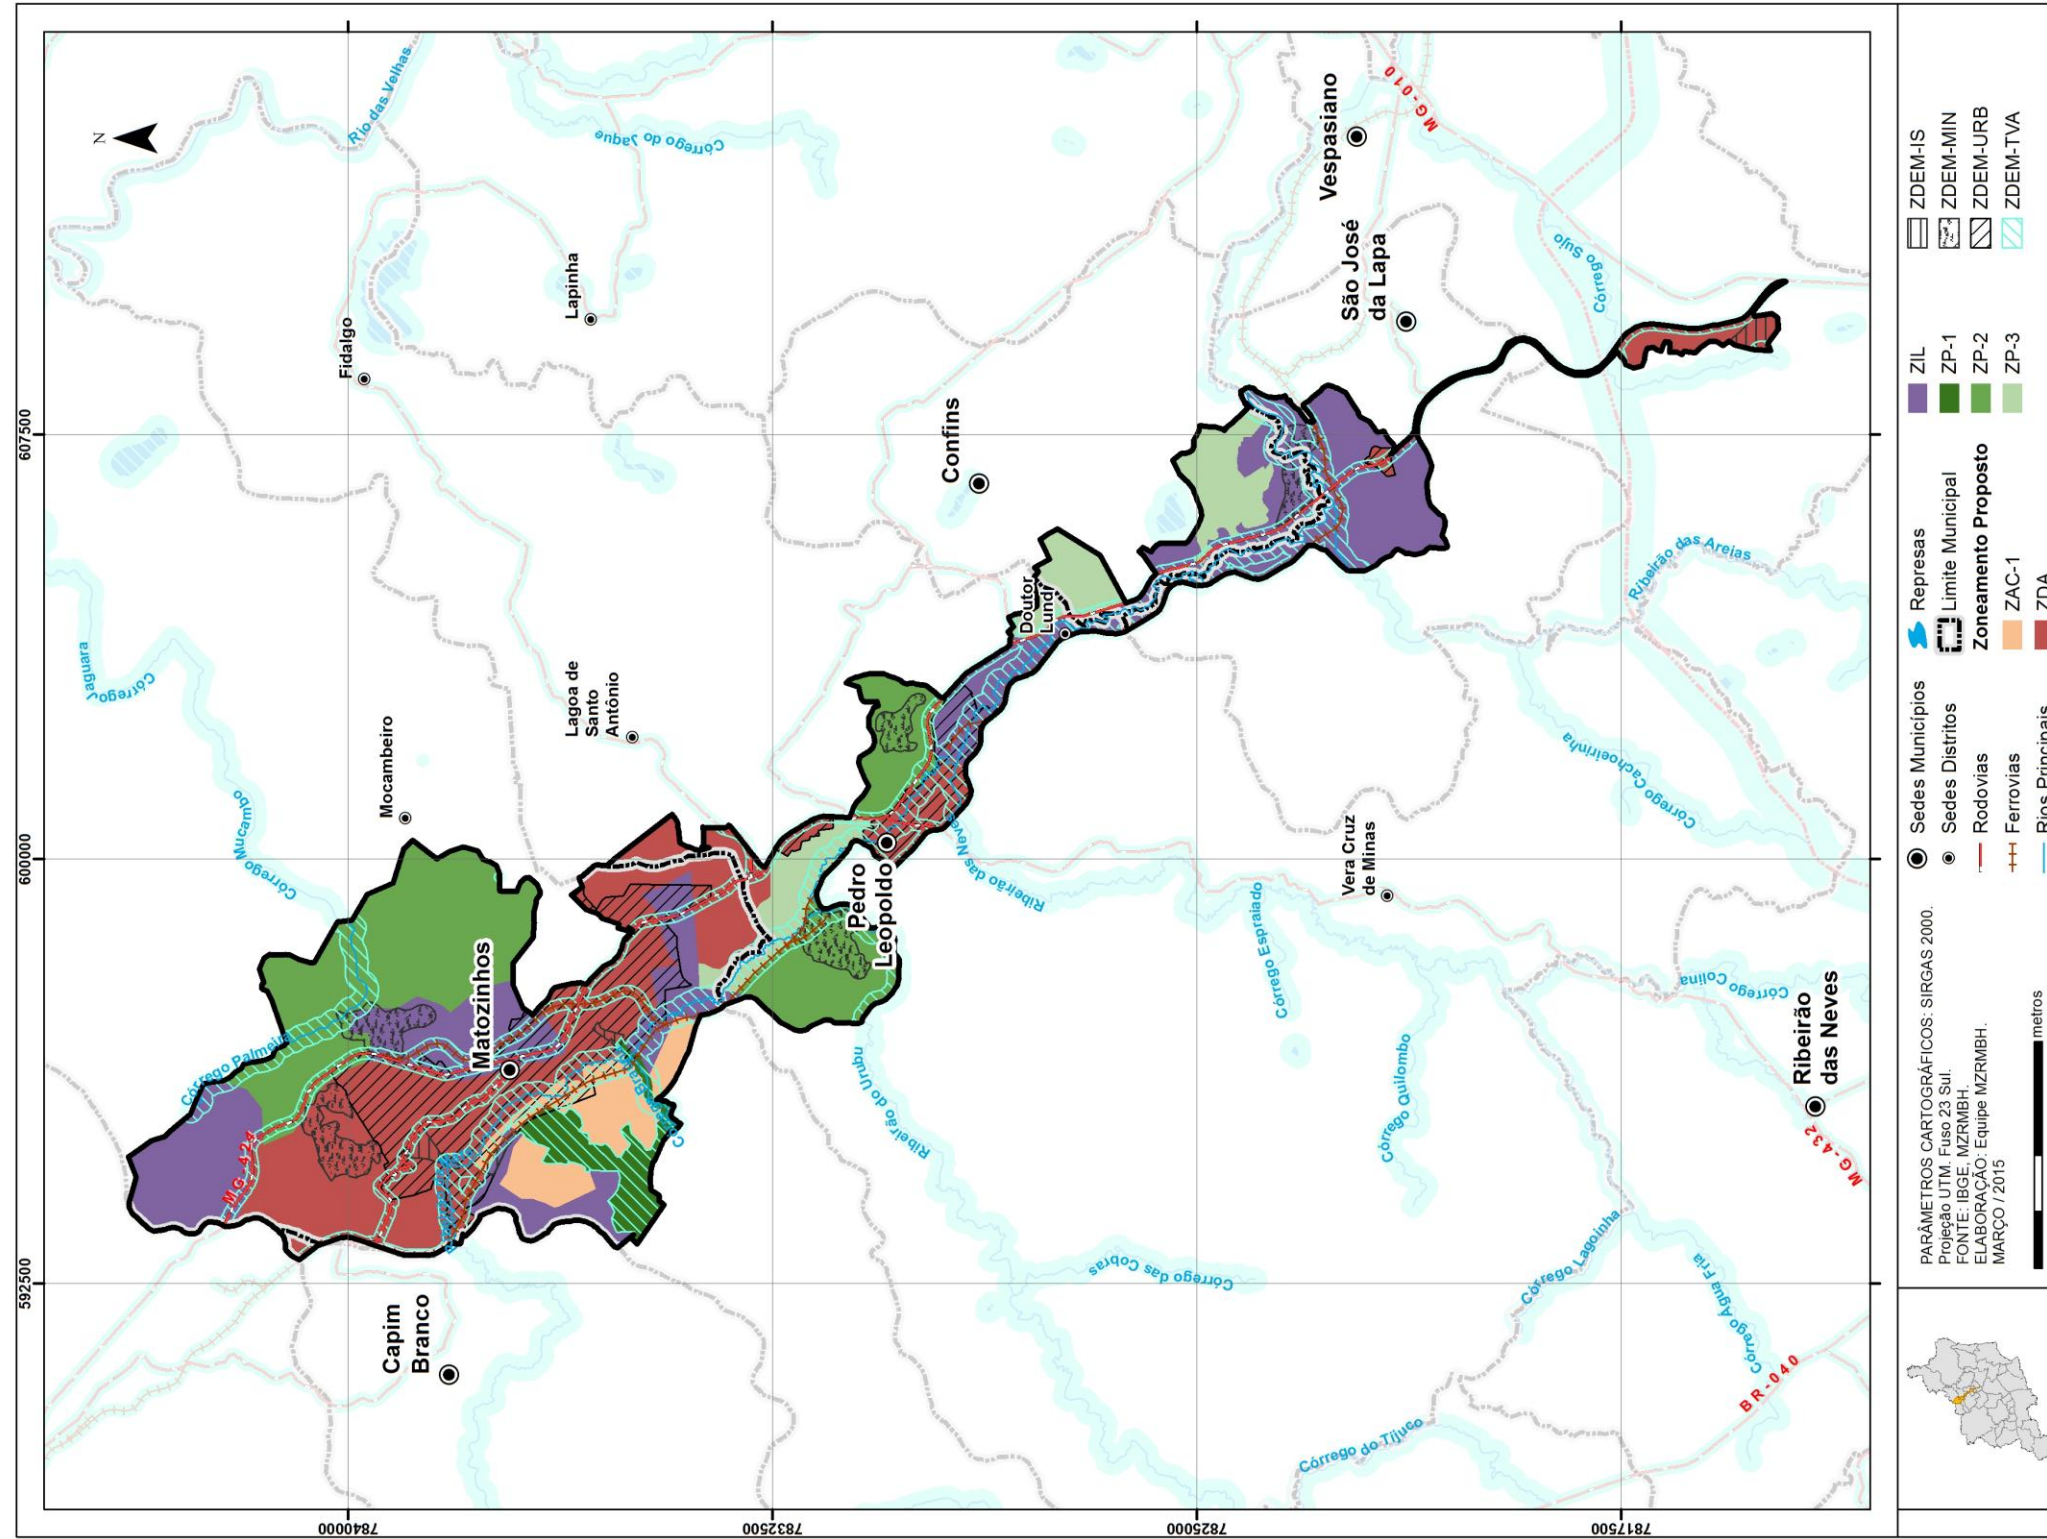 592500
600000
607500
7840000
7832500
7825000
7817500
N
Rio das Velhas
Córrego do Jaque
MG-010
Vespasiano
São José
da Lapa
Córrego Sujo
Fidalgo
Lapinha
Confins
Jaguara
Córrego
Mocambeiro
Lagoa de
Santo
Antônio
Doutor
Lund
Ribeirão das Areias
Córrego Cachoeirinha
Córrego Mucambo
Pedro
Leopoldo
Ribeirão das Neves
Vera Cruz
de Minas
Matozinhos
Córrego Palmeira
MG-424
Ribeirão do Urubu
Córrego Espraiado
Córrego Quilombo
Córrego Colina
Ribeirão
das Neves
MG-432
Capim
Branco
Córrego das Cobras
Córrego Lagoinha
Córrego Água Fria
BR-040
Córrego do Tijuco
PARÂMETROS CARTOGRÁFICOS: SIRGAS 2000.
Projeção UTM. Fuso 23 Sul.
FONTE: IBGE, MZRMBH.
ELABORAÇÃO: Equipe MZRMBH.
MARÇO / 2015
metros
Sedes Municípios
Sedes Distritos
Rodovias
Ferrovias
Rios Principais
Represas
Limite Municipal
Zoneamento Proposto
ZAC-1
ZDA
ZIL
ZP-1
ZP-2
ZP-3
ZDEM-IS
ZDEM-MIN
ZDEM-URB
ZDEM-TVA